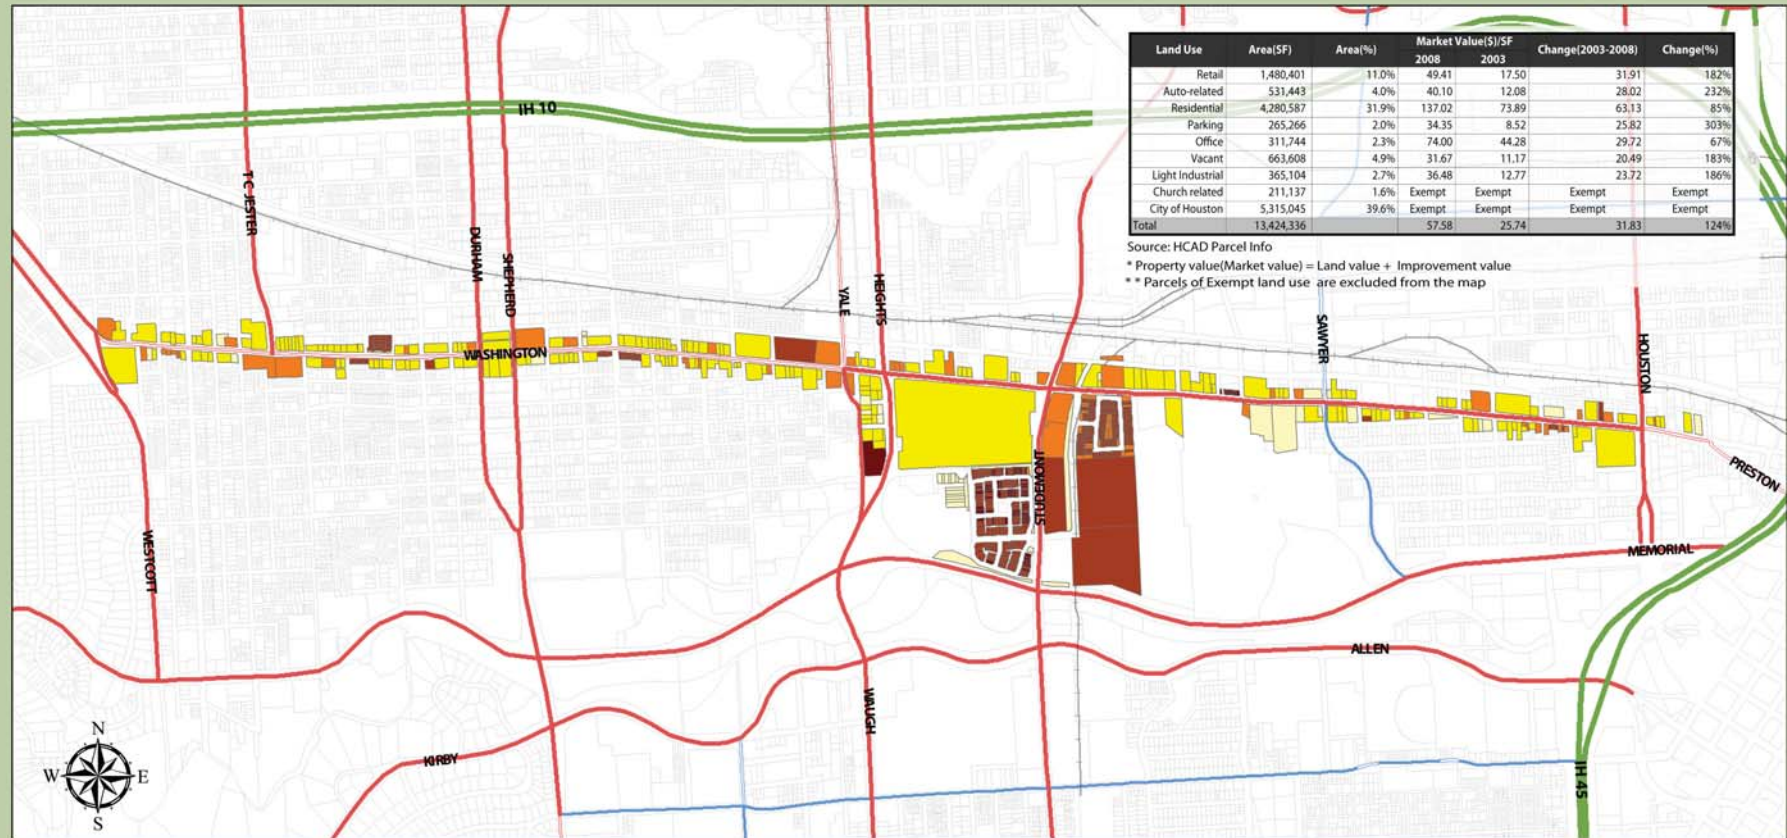 Land Use Area(SF) Area(%) Market Value($)/SF Change(2003-2008) Change(%)
2008 2003
Retail 1,480,401 11.0% 49.41 17.50 31.91 182%
Auto-related 531,443 4.0% 40.10 12.08 28.02 232%
Residential 4,280,587 31.9% 137.02 73.89 63.13 85%
Parking 265,266 2.0% 34.35 8.52 25.82 303%
Office 311,744 2.3% 74.00 44.28 29.72 67%
Vacant 663,608 4.9% 31.67 11.17 20.49 183%
Light Industrial 365,104 2.7% 36.48 12.77 23.72 186%
Church related 211,137 1.6% Exempt Exempt Exempt Exempt
City of Houston 5,315,045 39.6% Exempt Exempt Exempt Exempt
Total 13,424,336 57.58 25.74 31.83 124%
Source: HCAD Parcel Info
* Property value(Market value) = Land value + Improvement value
* * Parcels of Exempt land use are excluded from the map
IH 10
T C JESTER
DURHAM
SHEPHERD
YALE
HEIGHTS
SAWYER
HOUSTON
WASHINGTON
STUDEMONT
PRESTON
WESTCOTT
MEMORIAL
ALLEN
WAUGH
KIRBY
IH 45
N
W E
S